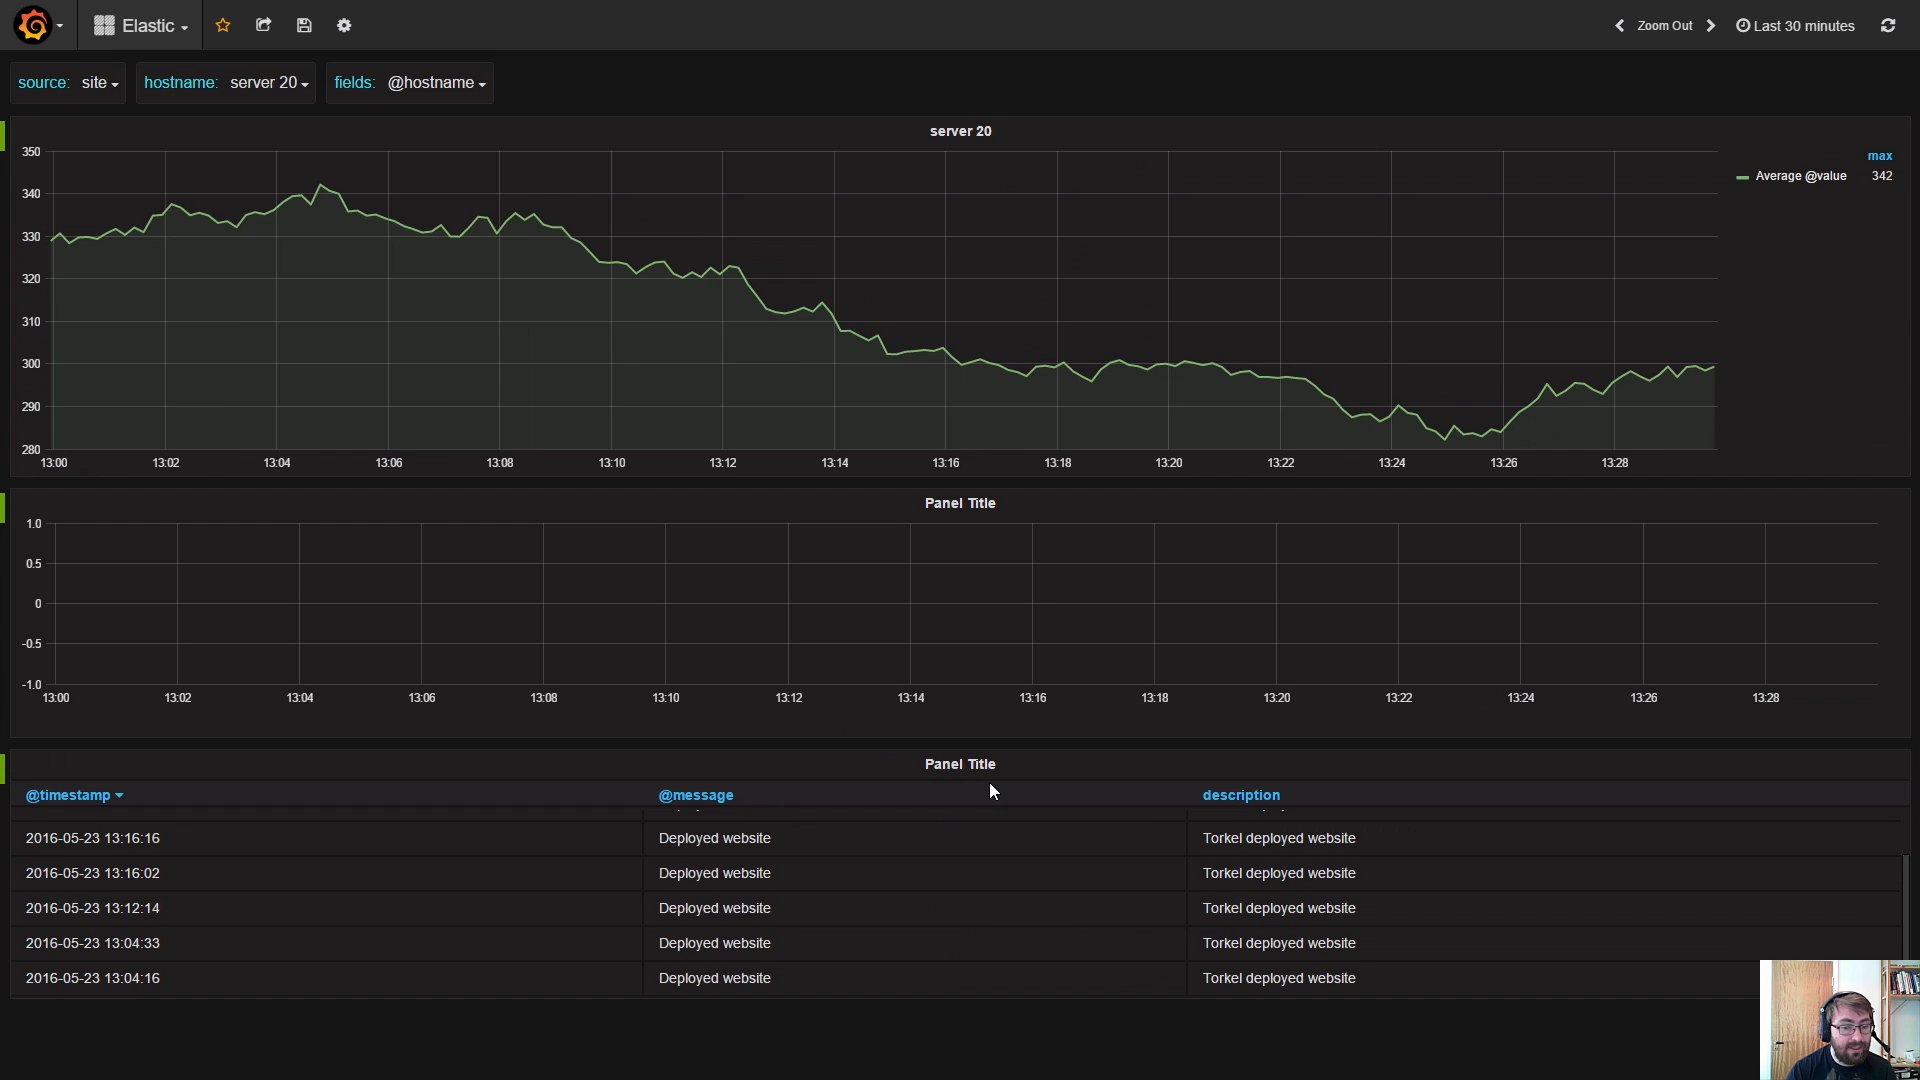 Elastic
Zoom Out
Last 30 minutes
source: site
hostname: server 20
fields: @hostname
server 20
350
340
330
320
310
300
290
280
13:00 13:02 13:04 13:06 13:08 13:10 13:12 13:14 13:16 13:18 13:20 13:22 13:24 13:26 13:28
max
Average @value 342
Panel Title
1.0
0.5
0
-0.5
-1.0
13:00 13:02 13:04 13:06 13:08 13:10 13:12 13:14 13:16 13:18 13:20 13:22 13:24 13:26 13:28
Panel Title
@timestamp @message description
2016-05-23 13:16:16 Deployed website Torkel deployed website
2016-05-23 13:16:02 Deployed website Torkel deployed website
2016-05-23 13:12:14 Deployed website Torkel deployed website
2016-05-23 13:04:33 Deployed website Torkel deployed website
2016-05-23 13:04:16 Deployed website Torkel deployed website